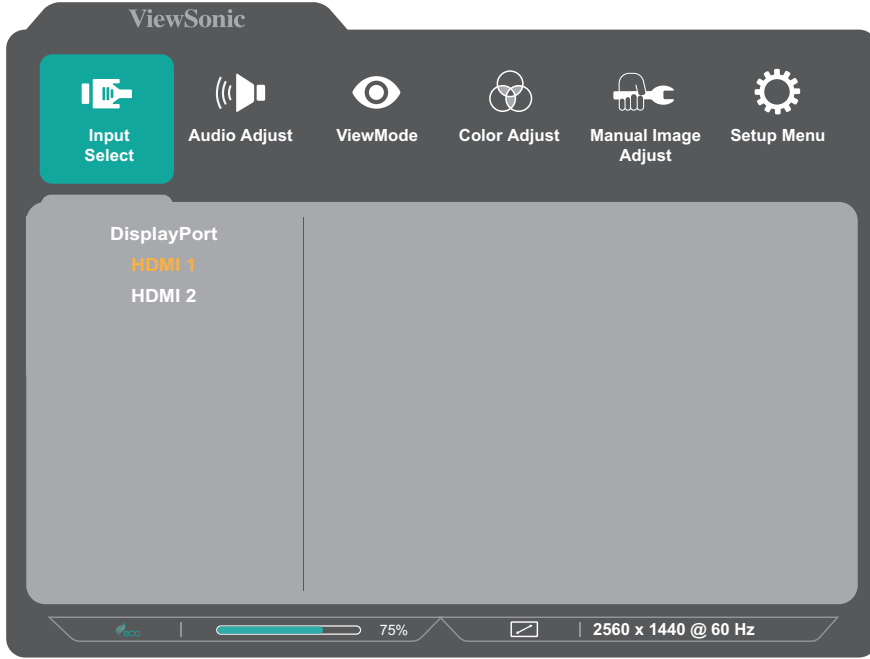 ViewSonic
Input
Select
Audio Adjust
ViewMode
Color Adjust
Manual Image
Adjust
Setup Menu
DisplayPort
HDMI 1
HDMI 2
eco
75%
2560 x 1440 @ 60 Hz